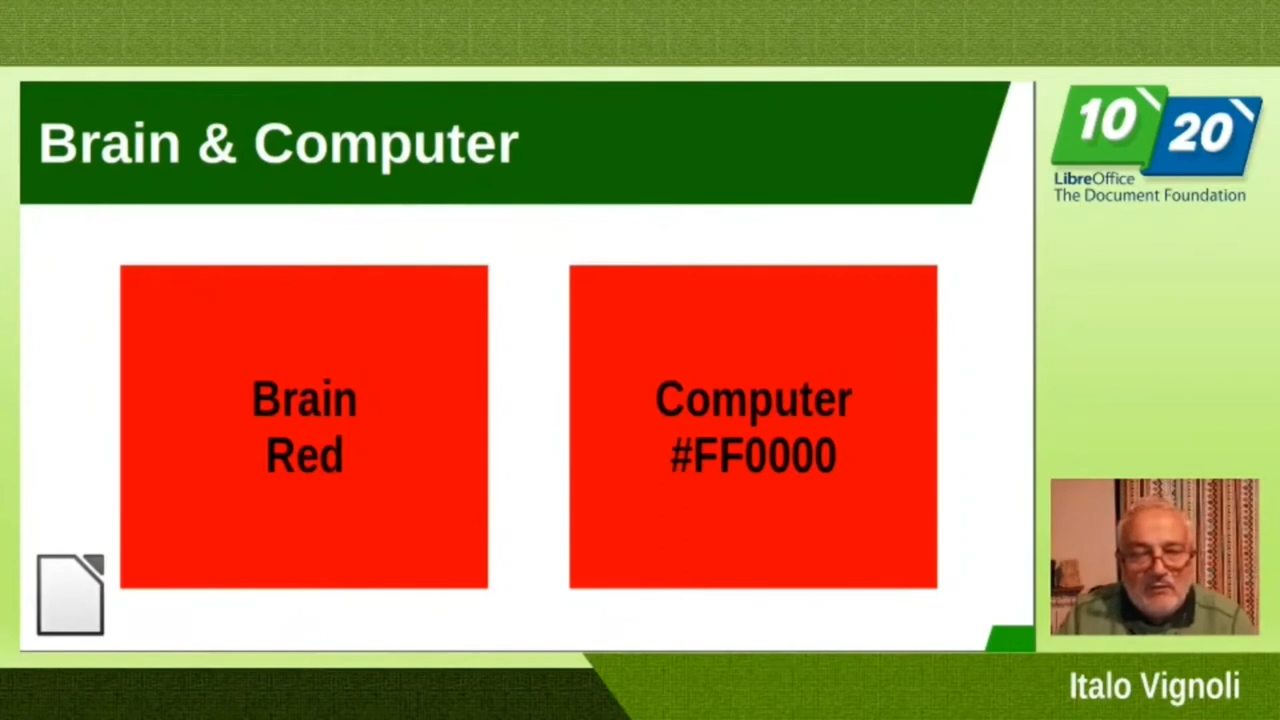 Brain & Computer
Brain
Red
Computer
#FF0000
10
20
LibreOffice
The Document Foundation
Italo Vignoli